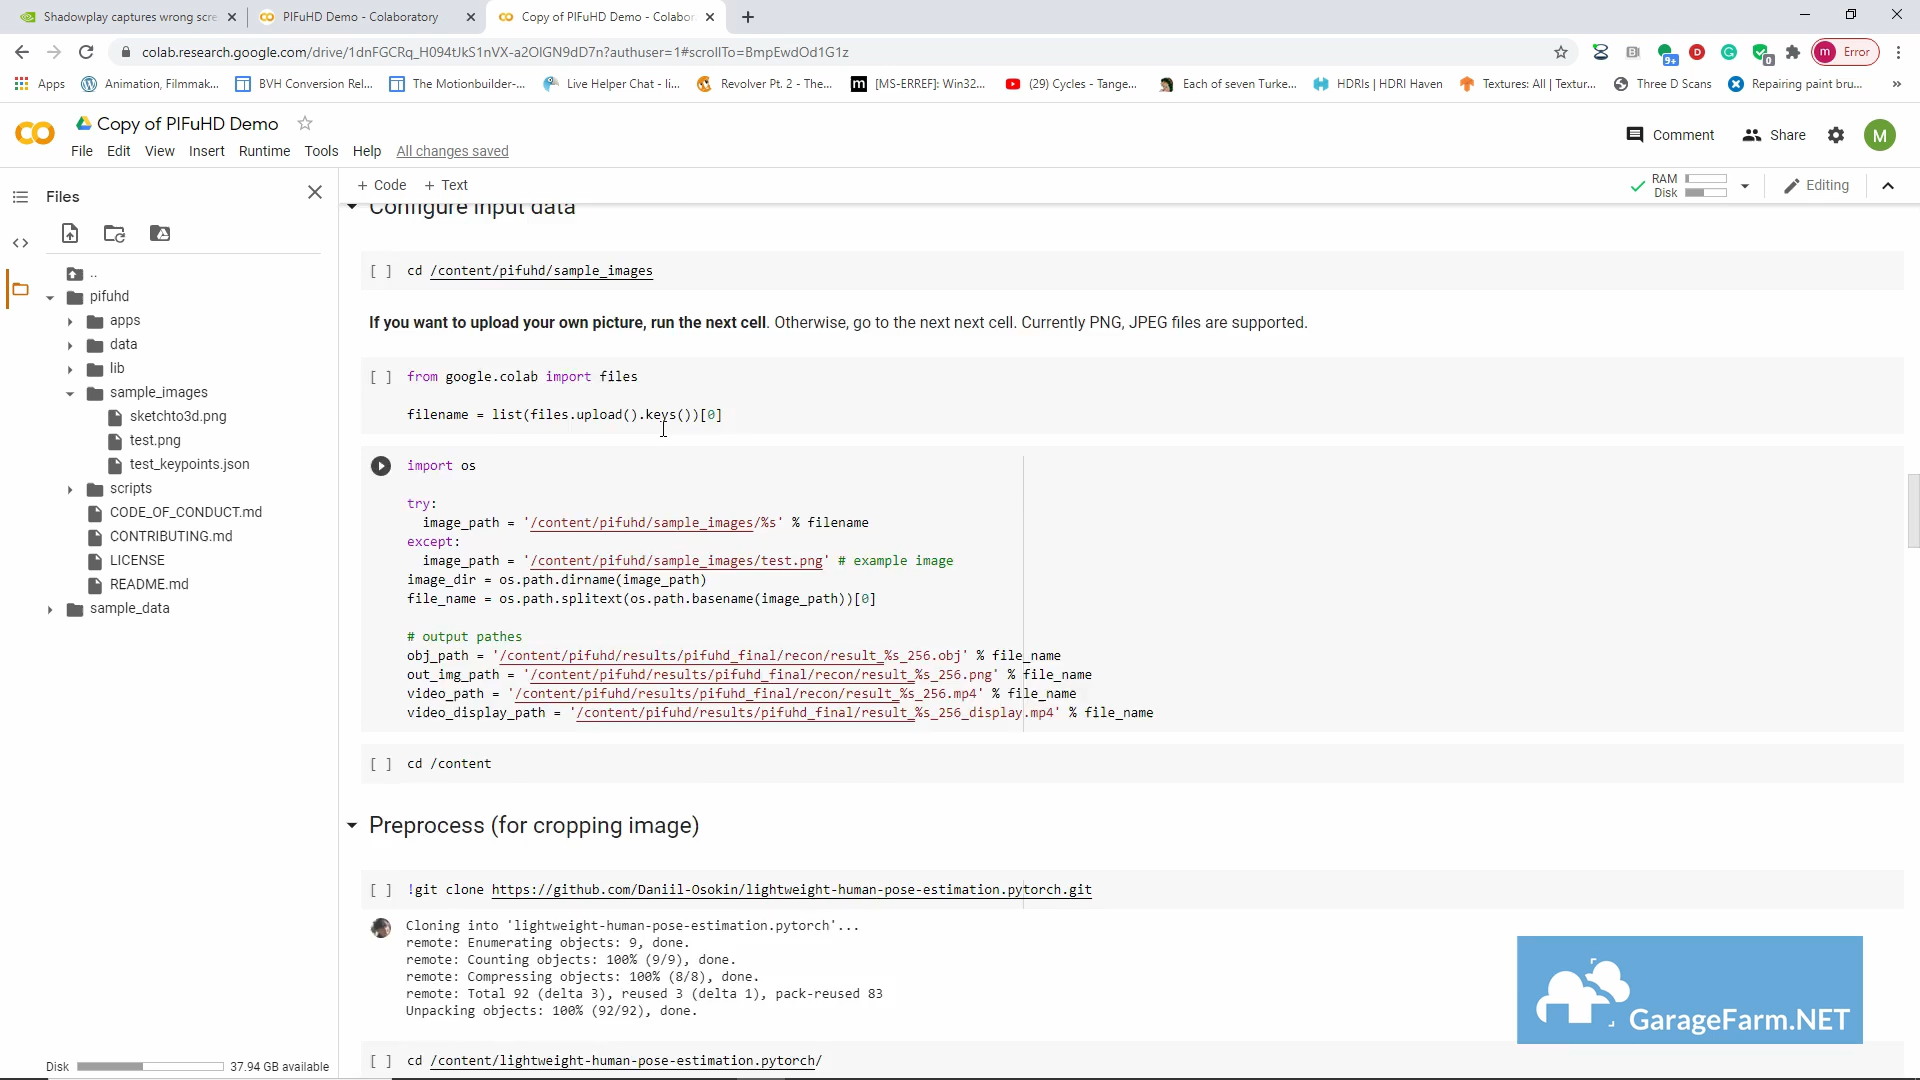 Shadowplay captures wrong scre
PIFuHD Demo - Colaboratory
Copy of PIFuHD Demo - Colabor
colab.research.google.com/drive/1dnFGCRq_H094tJkS1nVX-a2OIGN9dD7n?authuser=1#scrollTo=BmpEwdOd1G1z
9+
D
0
m Error
Apps
Animation, Filmmak...
BVH Conversion Rel...
The Motionbuilder-...
Live Helper Chat - li...
Revolver Pt. 2 - The...
[MS-ERREF]: Win32...
(29) Cycles - Tange...
Each of seven Turke...
HDRIs | HDRI Haven
Textures: All | Textur...
Three D Scans
Repairing paint bru...
»
Copy of PIFuHD Demo
Comment
Share
M
File Edit View Insert Runtime Tools Help All changes saved
Files
+ Code + Text
RAM
Disk
Editing
..
pifuhd
apps
data
lib
sample_images
sketchto3d.png
test.png
test_keypoints.json
scripts
CODE_OF_CONDUCT.md
CONTRIBUTING.md
LICENSE
README.md
sample_data
Disk 37.94 GB available
Configure input data
[ ] cd /content/pifuhd/sample_images
If you want to upload your own picture, run the next cell. Otherwise, go to the next next cell. Currently PNG, JPEG files are supported.
[ ] from google.colab import files
filename = list(files.upload().keys())[0]
import os
try:
image_path = '/content/pifuhd/sample_images/%s' % filename
except:
image_path = '/content/pifuhd/sample_images/test.png' # example image
image_dir = os.path.dirname(image_path)
file_name = os.path.splitext(os.path.basename(image_path))[0]
# output pathes
obj_path = '/content/pifuhd/results/pifuhd_final/recon/result_%s_256.obj' % file_name
out_img_path = '/content/pifuhd/results/pifuhd_final/recon/result_%s_256.png' % file_name
video_path = '/content/pifuhd/results/pifuhd_final/recon/result_%s_256.mp4' % file_name
video_display_path = '/content/pifuhd/results/pifuhd_final/result_%s_256_display.mp4' % file_name
[ ] cd /content
Preprocess (for cropping image)
[ ] !git clone https://github.com/Daniil-Osokin/lightweight-human-pose-estimation.pytorch.git
Cloning into 'lightweight-human-pose-estimation.pytorch'...
remote: Enumerating objects: 9, done.
remote: Counting objects: 100% (9/9), done.
remote: Compressing objects: 100% (8/8), done.
remote: Total 92 (delta 3), reused 3 (delta 1), pack-reused 83
Unpacking objects: 100% (92/92), done.
[ ] cd /content/lightweight-human-pose-estimation.pytorch/
GarageFarm.NET